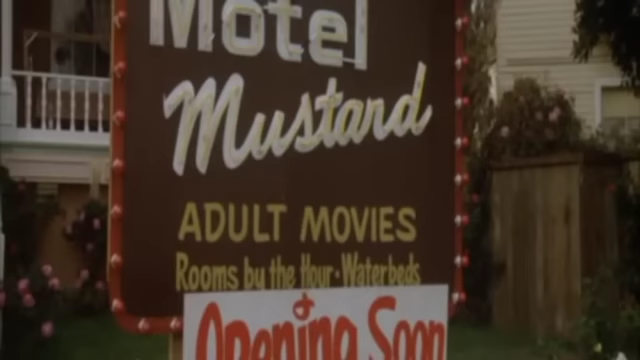 Motel
Mustard
ADULT MOVIES
Rooms by the Hour · Waterbeds
Opening Soon